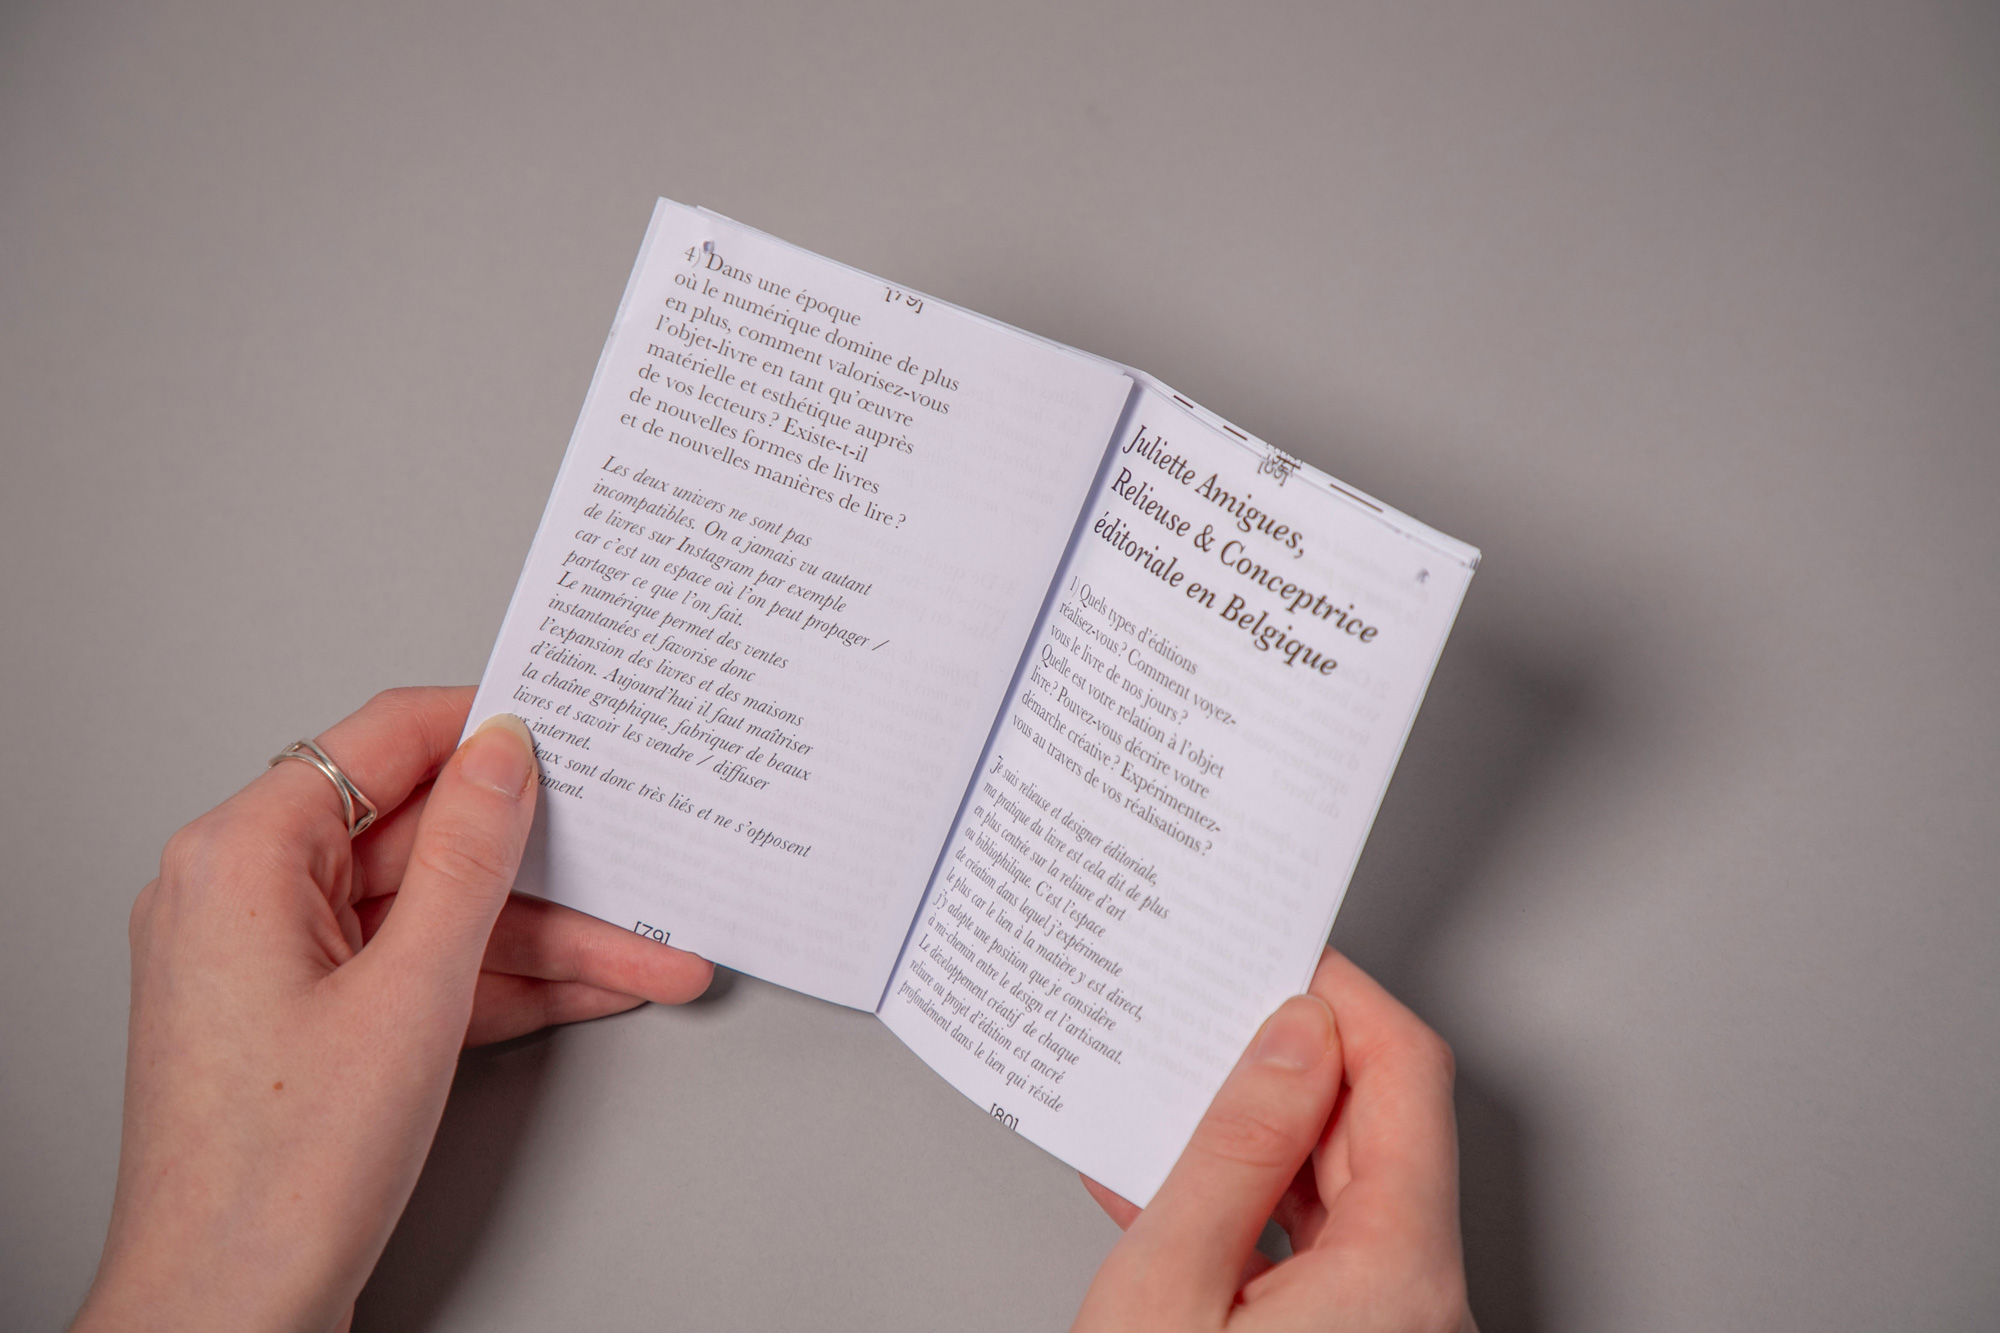 [79]
4) Dans une époque
où le numérique domine de plus
en plus, comment valorisez-vous
l’objet-livre en tant qu’œuvre
matérielle et esthétique auprès
de vos lecteurs ? Existe-t-il
de nouvelles formes de livres
et de nouvelles manières de lire ?
Les deux univers ne sont pas
incompatibles. On a jamais vu autant
de livres sur Instagram par exemple
car c’est un espace où l’on peut propager /
partager ce que l’on fait.
Le numérique permet des ventes
instantanées et favorise donc
l’expansion des livres et des maisons
d’édition. Aujourd’hui il faut maîtriser
la chaîne graphique, fabriquer de beaux
livres et savoir les vendre / diffuser
internet.
deux sont donc très liés et ne s’opposent
[79]
[80]
Juliette Amigues,
Relieuse & Conceptrice
éditoriale en Belgique
1) Quels types d’éditions
réalisez-vous ? Comment voyez-
vous le livre de nos jours ?
Quelle est votre relation à l’objet
livre ? Pouvez-vous décrire votre
démarche créative ? Expérimentez-
vous au travers de vos réalisations ?
Je suis relieuse et designer éditoriale,
ma pratique du livre est cela dit de plus
en plus centrée sur la reliure d’art
ou bibliophilique. C’est l’espace
de création dans lequel j’expérimente
le plus car le lien à la matière y est direct,
j’y adopte une position que je considère
à mi-chemin entre le design et l’artisanat.
Le développement créatif de chaque
reliure ou projet d’édition est ancré
profondément dans le lien qui réside
[80]